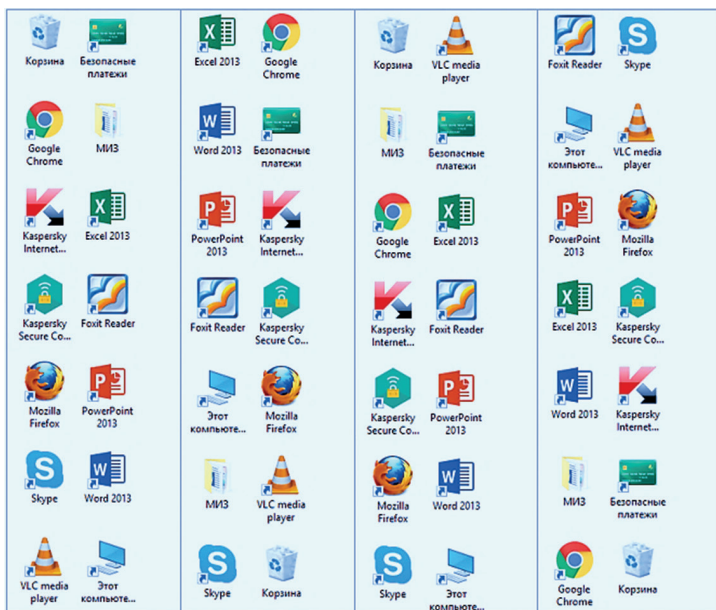 Корзина
Безопасные
платежи
Google
Chrome
МИЗ
Kaspersky
Internet...
Excel 2013
Kaspersky
Secure Co...
Foxit Reader
Mozilla
Firefox
PowerPoint
2013
Skype
Word 2013
VLC media
player
Этот
компьюте...
Excel 2013
Google
Chrome
Word 2013
Безопасные
платежи
PowerPoint
2013
Kaspersky
Internet...
Foxit Reader
Kaspersky
Secure Co...
Этот
компьюте...
Mozilla
Firefox
МИЗ
VLC media
player
Skype
Корзина
Корзина
VLC media
player
МИЗ
Безопасные
платежи
Google
Chrome
Excel 2013
Kaspersky
Internet...
Foxit Reader
Kaspersky
Secure Co...
PowerPoint
2013
Mozilla
Firefox
Word 2013
Skype
Этот
компьюте...
Foxit Reader
Skype
Этот
компьюте...
VLC media
player
PowerPoint
2013
Mozilla
Firefox
Excel 2013
Kaspersky
Secure Co...
Word 2013
Kaspersky
Internet...
МИЗ
Безопасные
платежи
Google
Chrome
Корзина